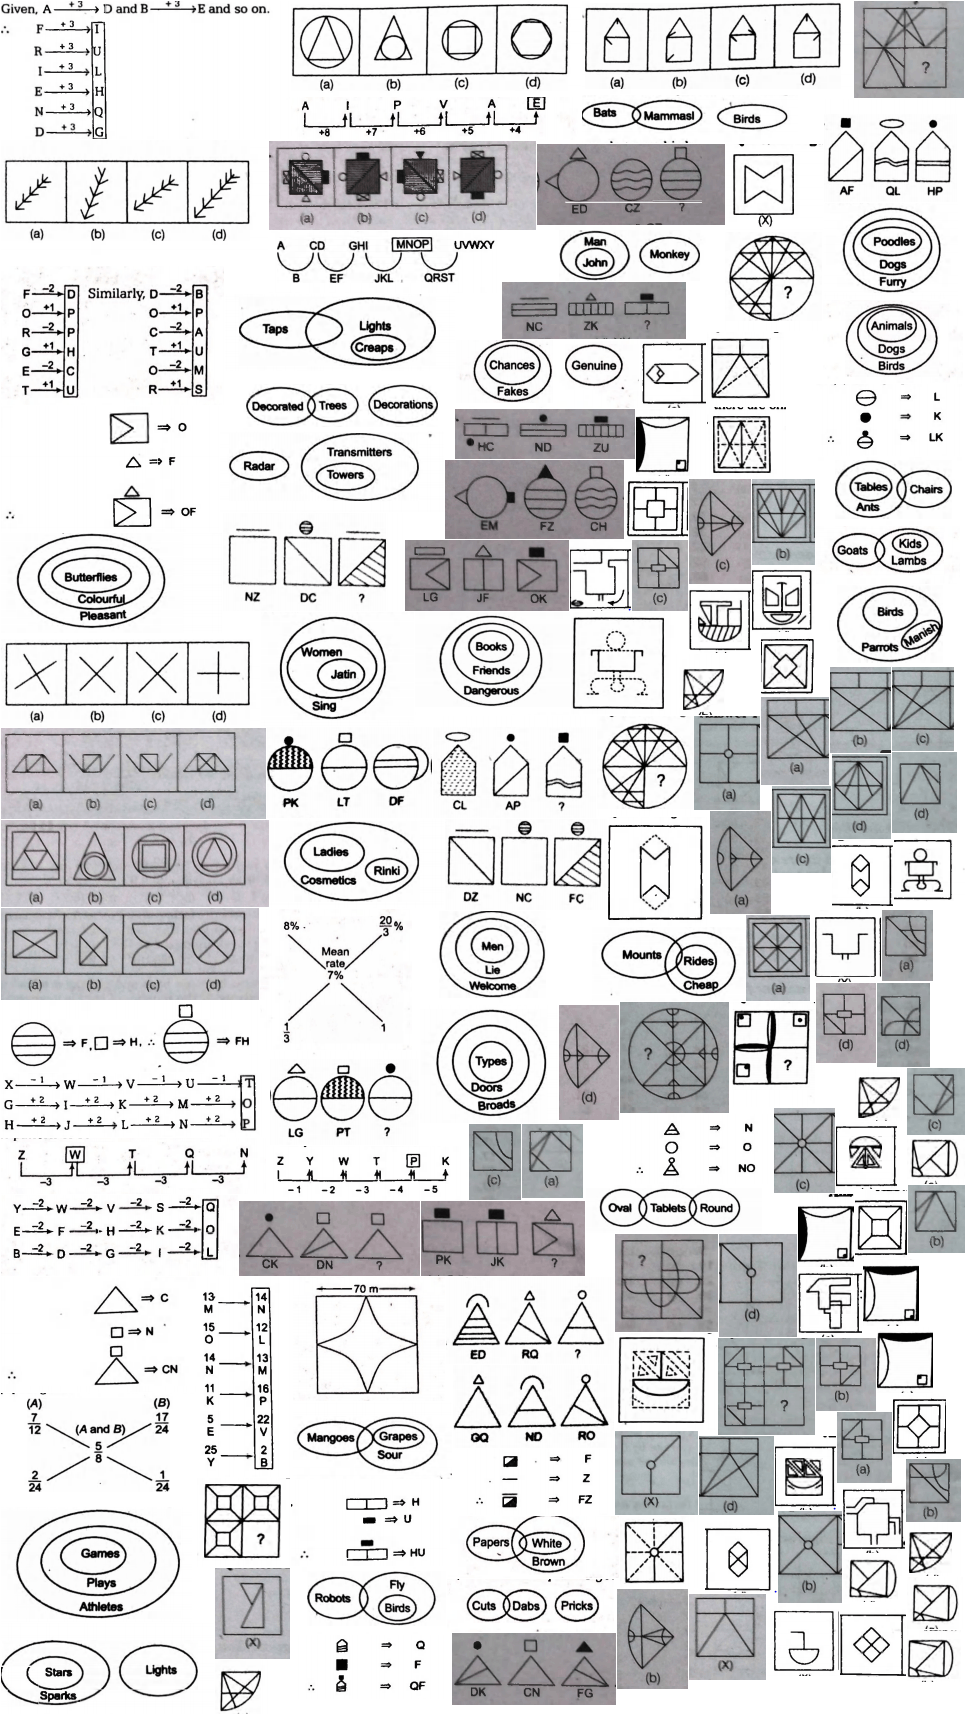 Given, A +3 D and B +3 E and so on.
∴ F +3 I
R +3 U
I +3 L
E +3 H
N +3 Q
D +3 G
(a) (b) (c) (d)
(a) (b) (c) (d)
?
A I P V A E
+8 +7 +6 +5 +4
Bats Mammasl Birds
AF QL HP
(a) (b) (c) (d)
(a) (b) (c) (d)
ED CZ ?
(X)
A CD GHI MNOP UVWXY
B EF JKL QRST
Man
John
Monkey
?
Poodles
Dogs
Furry
F −2 D Similarly, D −2 B
O +1 P O +1 P
R −2 P C −2 A
G +1 H T +1 U
E −2 C O −2 M
T +1 U R +1 S
Taps Lights
Creaps
NC ZK ?
Animals
Dogs
Birds
Chances
Fakes
Genuine
⇒ L
⇒ K
∴ ⇒ LK
Decorated Trees Decorations
⇒ O
⇒ F
∴ ⇒ OF
HC ND ZU
Radar Transmitters
Towers
EM FZ CH
(c)
(b)
Tables Chairs
Ants
Goats Kids
Lambs
Butterflies
Colourful
Pleasant
NZ DC ?
LG JF OK
(c)
Birds
Parrots Manish
Women
Jatin
Sing
Books
Friends
Dangerous
(a) (b) (c) (d)
(a)
(b) (c)
(a) (b) (c) (d)
PK LT DF
CL AP ?
?
(a)
(c)
(d)
(d)
(a) (b) (c) (d)
Ladies
Cosmetics
Rinki
DZ NC FC
(a)
(a) (b) (c) (d)
8% 20/3 %
Mean
rate
7%
1/3 1
Men
Lie
Welcome
Mounts Rides
Cheap
(a)
(a)
⇒ F, ⇒ H, ∴ ⇒ FH
Types
Doors
Broads
(d)
?
?
(d)
(d)
X −1 W −1 V −1 U −1 T
G +2 I +2 K +2 M +2 O
H +2 J +2 L +2 N +2 P
LG PT ?
(c)
Z W T Q N
−3 −3 −3 −3
Z Y W T P K
−1 −2 −3 −4 −5
(c) (a)
⇒ N
⇒ O
∴ ⇒ NO
(c)
Y −2 W −2 V −2 S −2 Q
E −2 F −2 H −2 K −2 O
B −2 D −2 G −2 I −2 L
CK DN ?
PK JK ?
Oval Tablets Round
(b)
?
(d)
⇒ C
⇒ N
∴ ⇒ CN
13 M 14 N
15 O 12 L
14 N 13 M
11 K 16 P
5 E 22 V
25 Y 2 B
70 m
ED RQ ?
GQ ND RO
?
(b)
(A) (B)
7/12 (A and B) 17/24
5/8
2/24 1/24
Mangoes Grapes
Sour
⇒ F
⇒ Z
∴ ⇒ FZ
(X) (d)
(a)
(b)
Games
Plays
Athletes
?
⇒ H
⇒ U
∴ ⇒ HU
Papers White
Brown
(b)
(X)
Robots Fly
Birds
Cuts Dabs Pricks
Stars
Sparks
Lights
⇒ Q
⇒ F
∴ ⇒ QF
DK CN FG
(b)
(X)